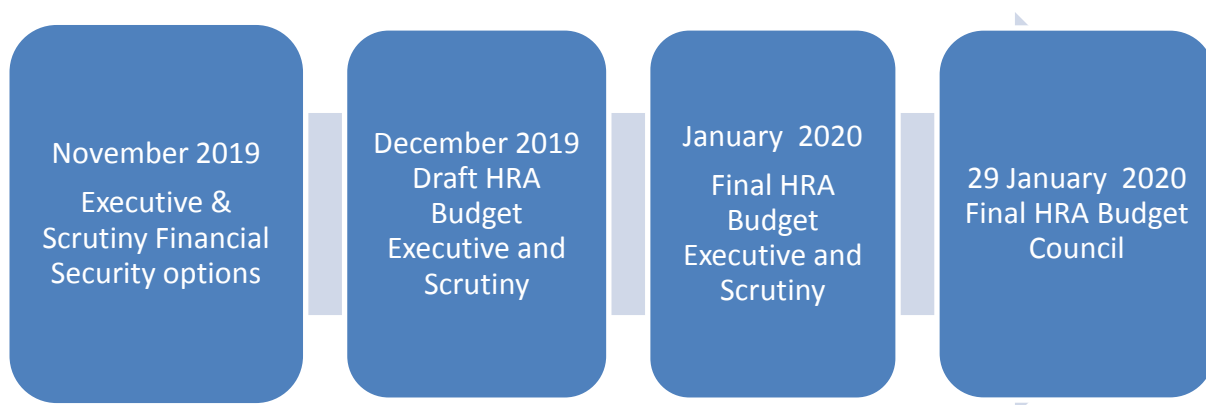 November 2019
Executive &
Scrutiny Financial
Security options
December 2019
Draft HRA
Budget
Executive and
Scrutiny
January 2020
Final HRA
Budget
Executive and
Scrutiny
29 January 2020
Final HRA Budget
Council